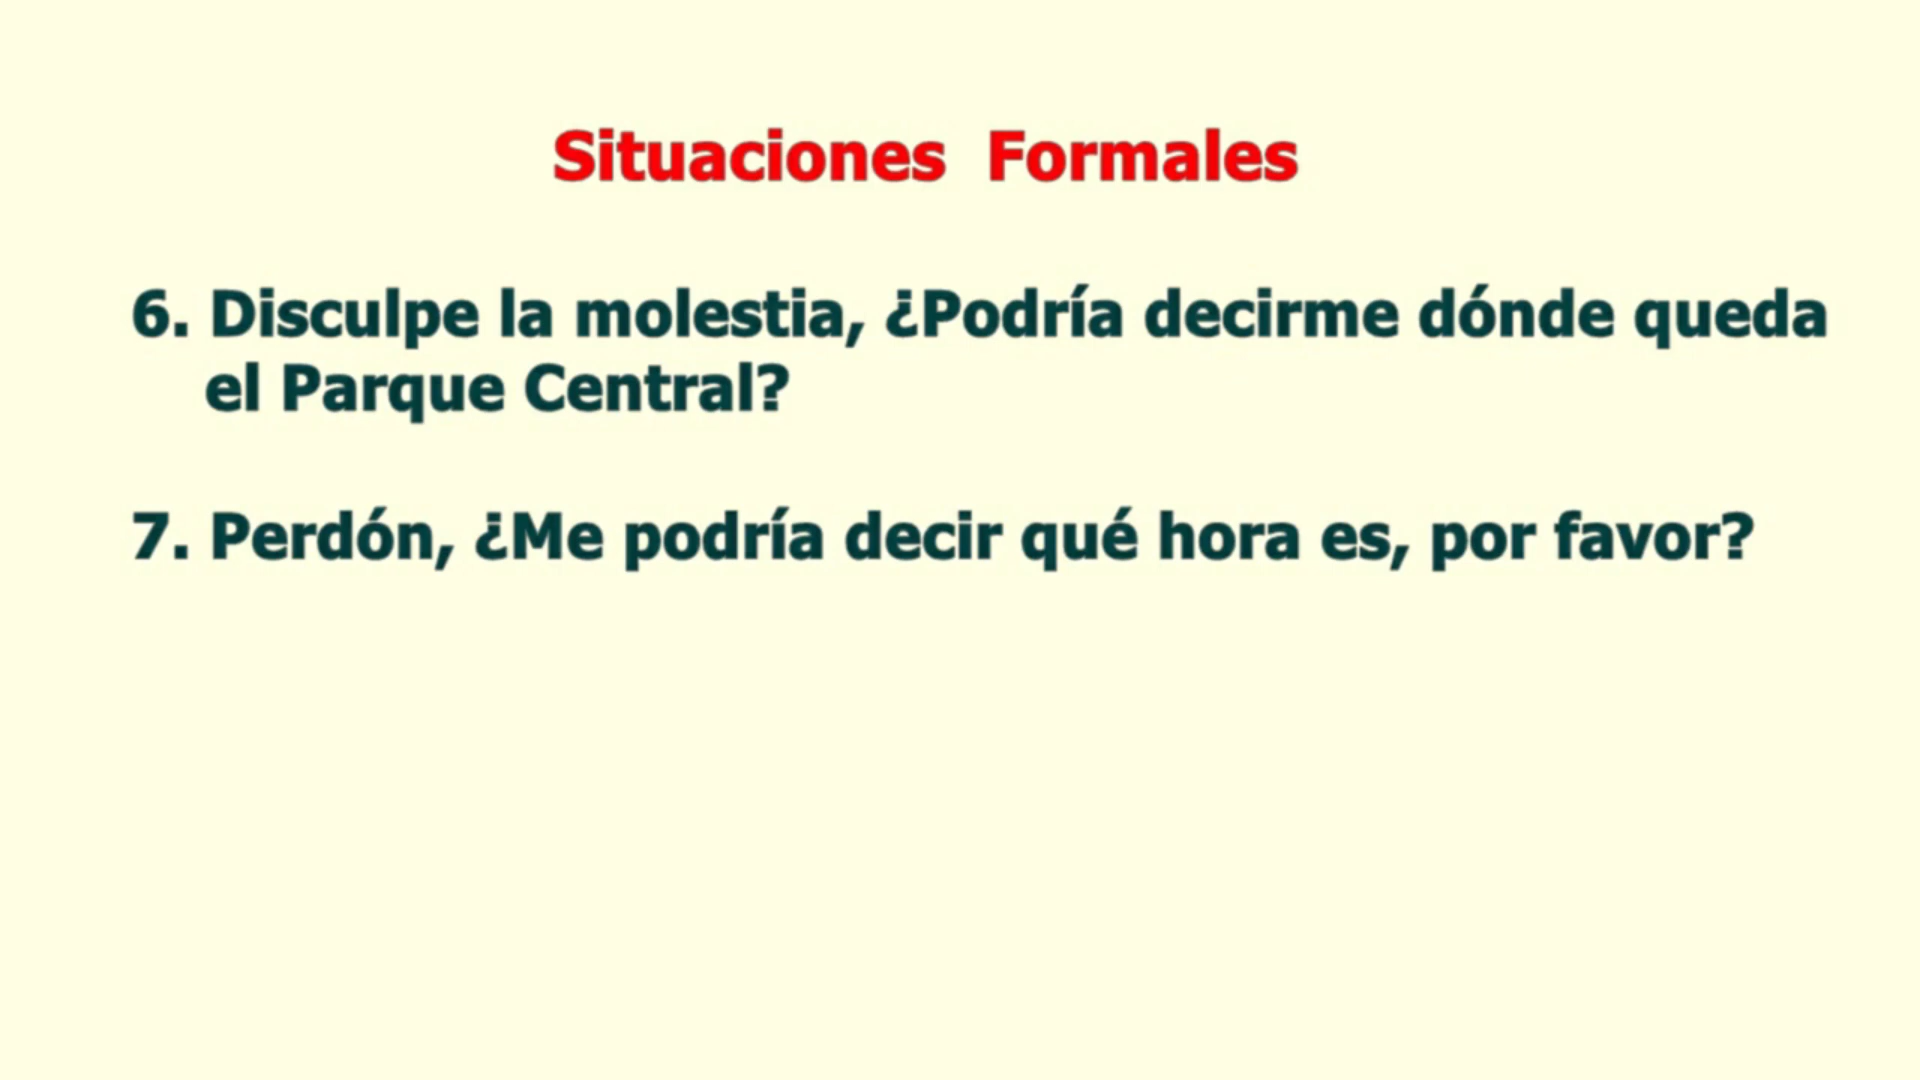 Situaciones Formales
6. Disculpe la molestia, ¿Podría decirme dónde queda
el Parque Central?
7. Perdón, ¿Me podría decir qué hora es, por favor?